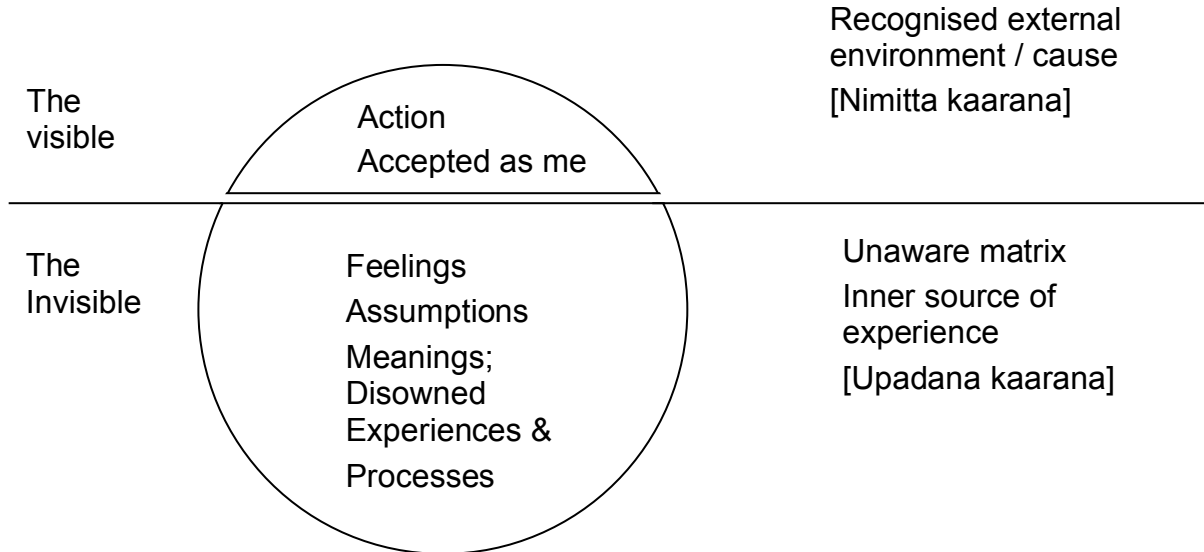 The
visible
Action
Accepted as me
Recognised external
environment / cause
[Nimitta kaarana]
The
Invisible
Feelings
Assumptions
Meanings;
Disowned
Experiences &
Processes
Unaware matrix
Inner source of
experience
[Upadana kaarana]